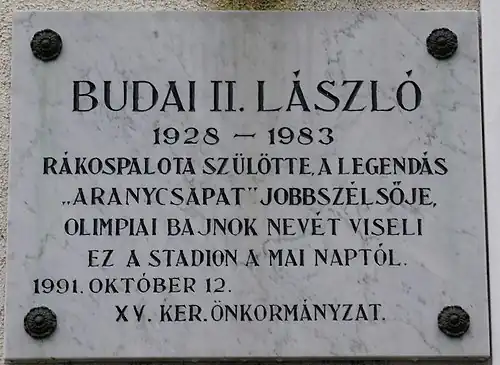 BUDAI II. LÁSZLÓ
1928 – 1983
RÁKOSPALOTA SZÜLÖTTE, A LEGENDÁS
„ARANYCSAPAT” JOBBSZÉLSŐJE,
OLIMPIAI BAJNOK NEVÉT VISELI
EZ A STADION A MAI NAPTÓL.
1991. OKTÓBER 12.
XV. KER. ÖNKORMÁNYZAT.